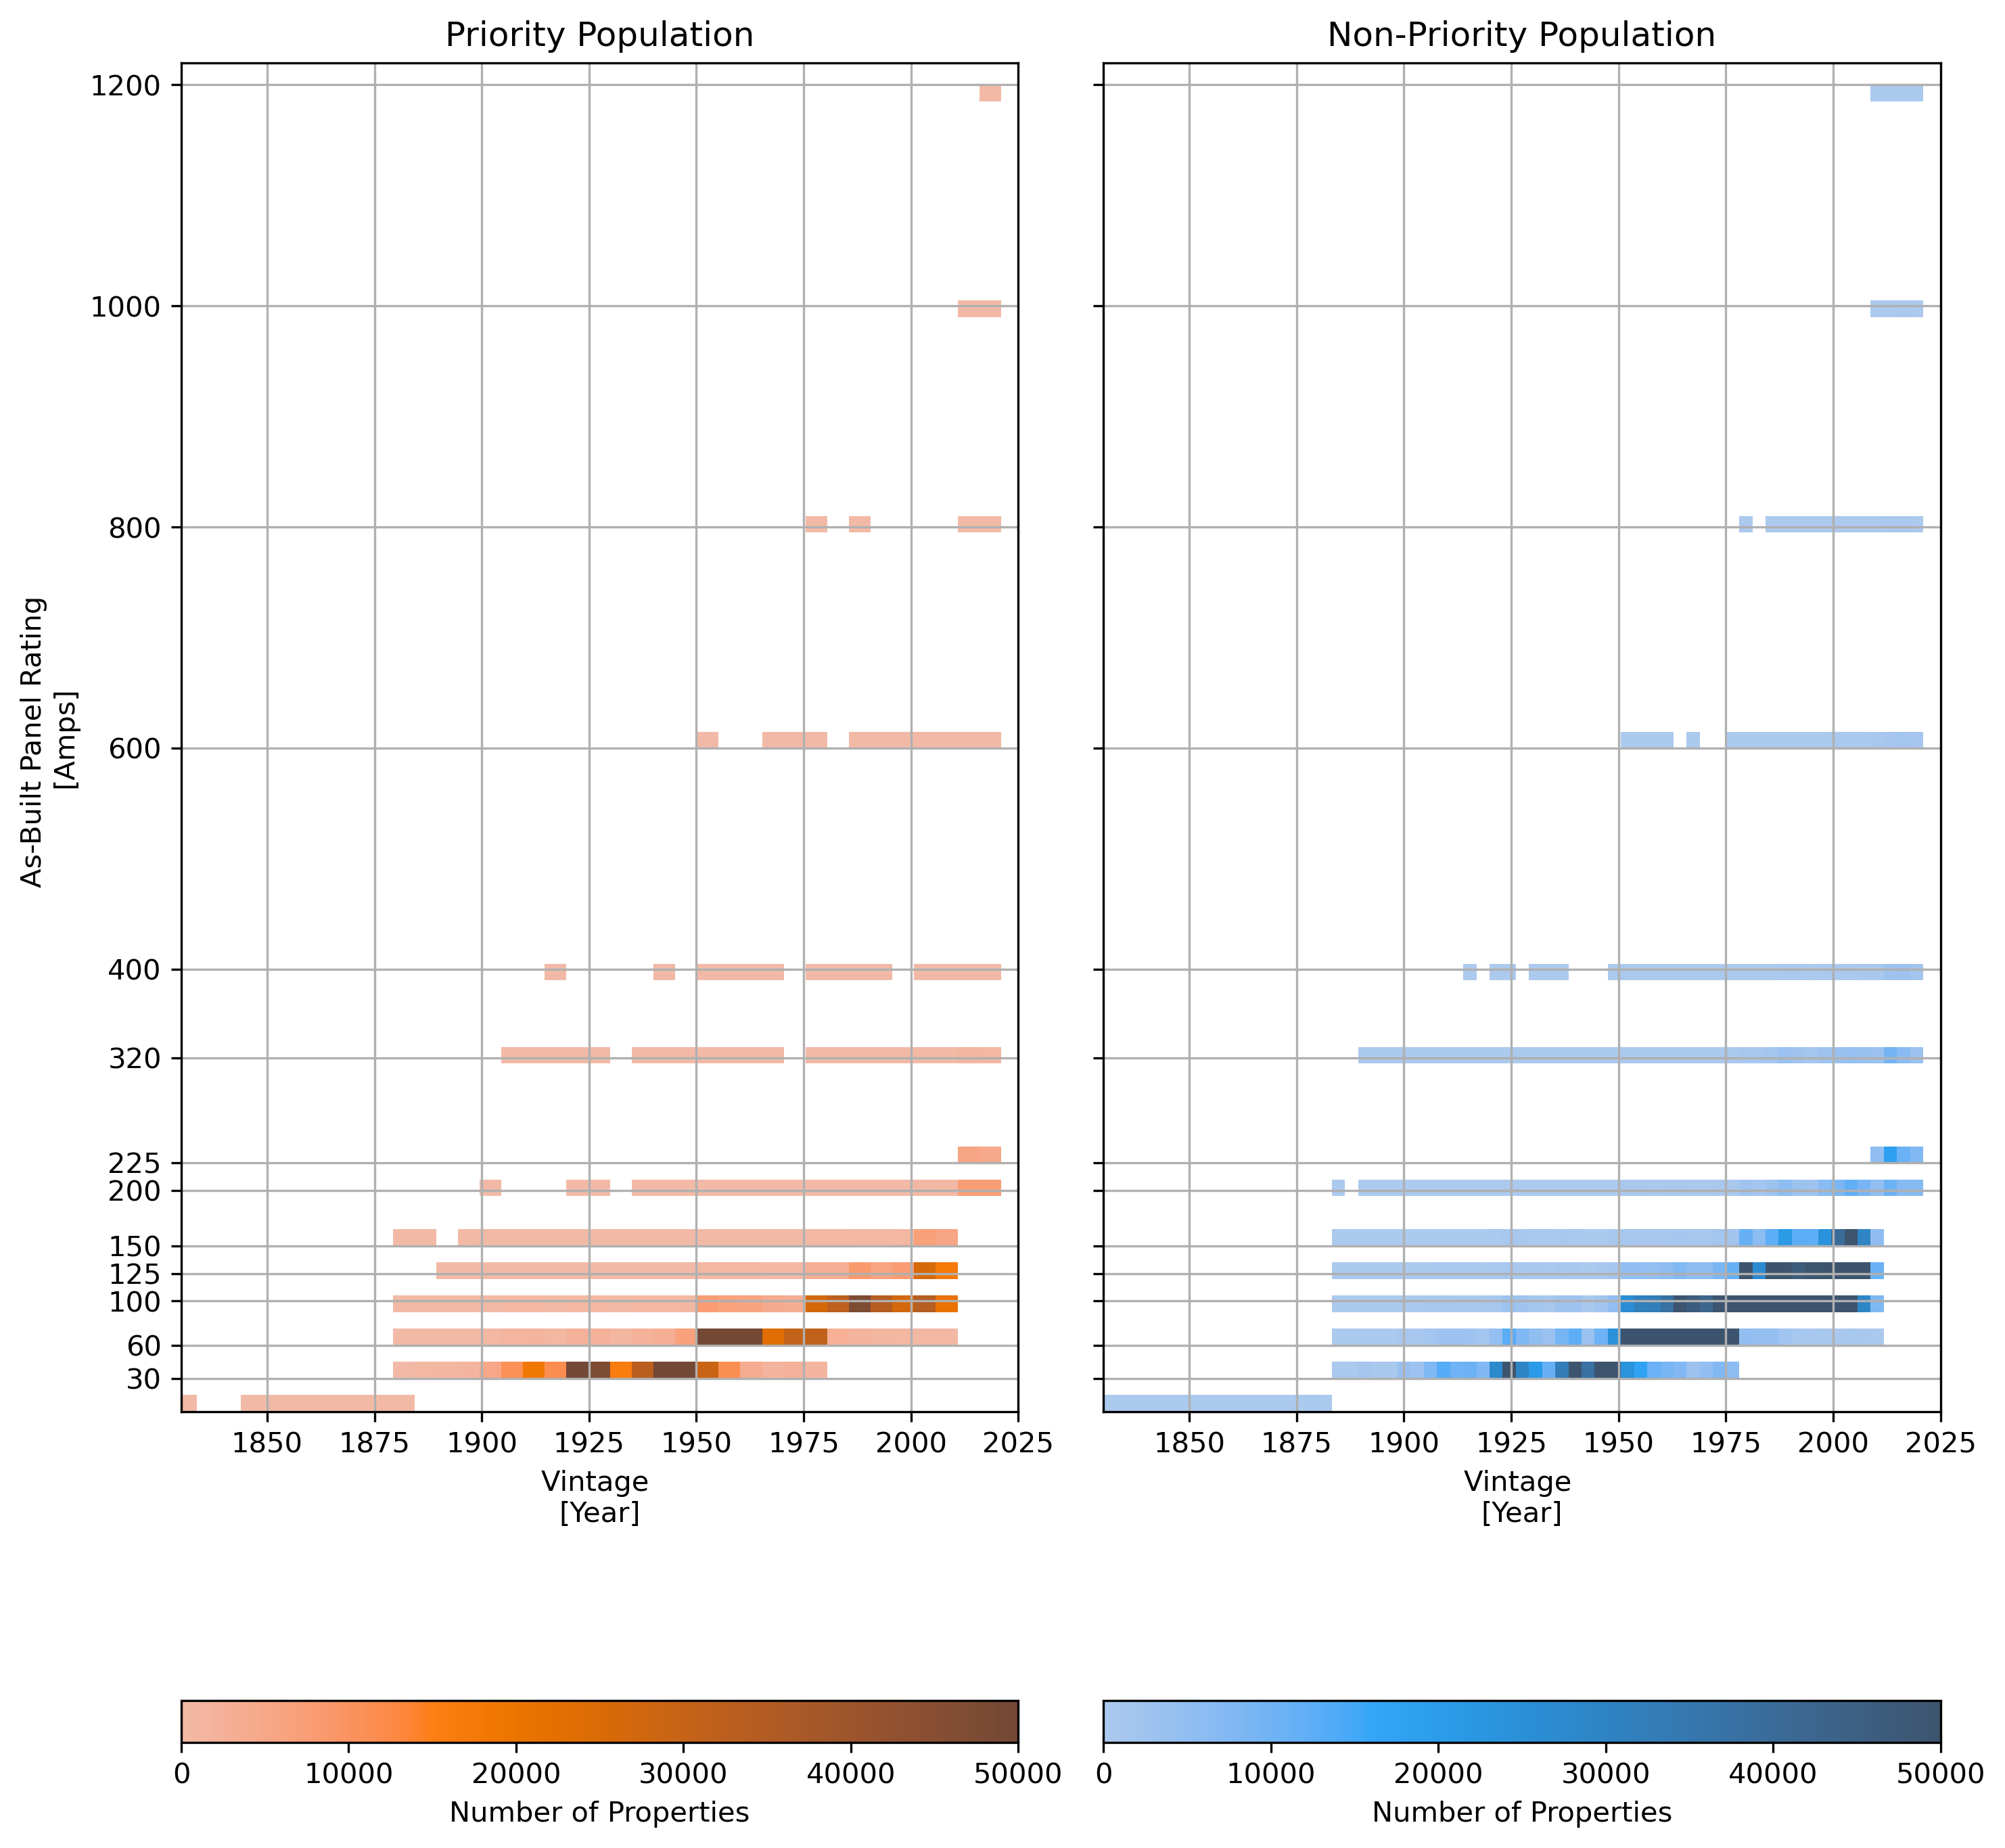 Priority Population
Non-Priority Population
As-Built Panel Rating
[Amps]
1200
1000
800
600
400
320
225
200
150
125
100
60
30
1850 1875 1900 1925 1950 1975 2000 2025
1850 1875 1900 1925 1950 1975 2000 2025
Vintage
[Year]
Vintage
[Year]
0 10000 20000 30000 40000 50000
Number of Properties
0 10000 20000 30000 40000 50000
Number of Properties